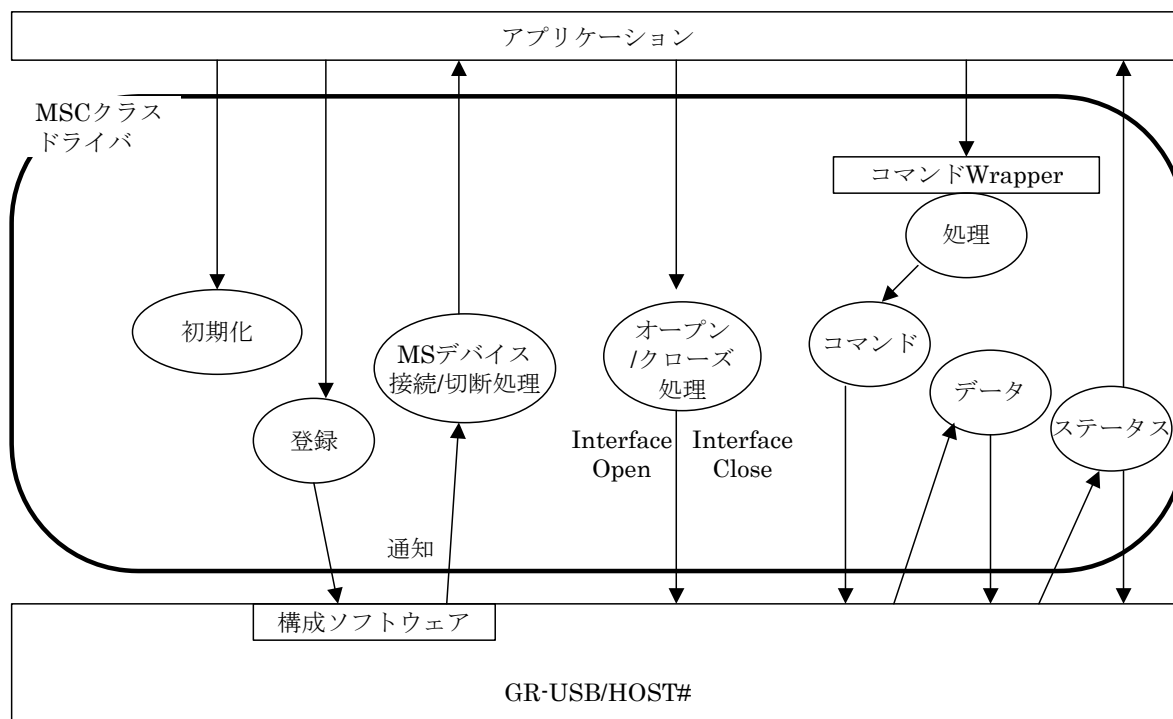 アプリケーション
MSCクラス
ドライバ
コマンドWrapper
処理
初期化
MSデバイス
接続/切断処理
オープン
/クローズ
処理
コマンド
データ
ステータス
登録
Interface
Open
Interface
Close
通知
構成ソフトウェア
GR-USB/HOST#